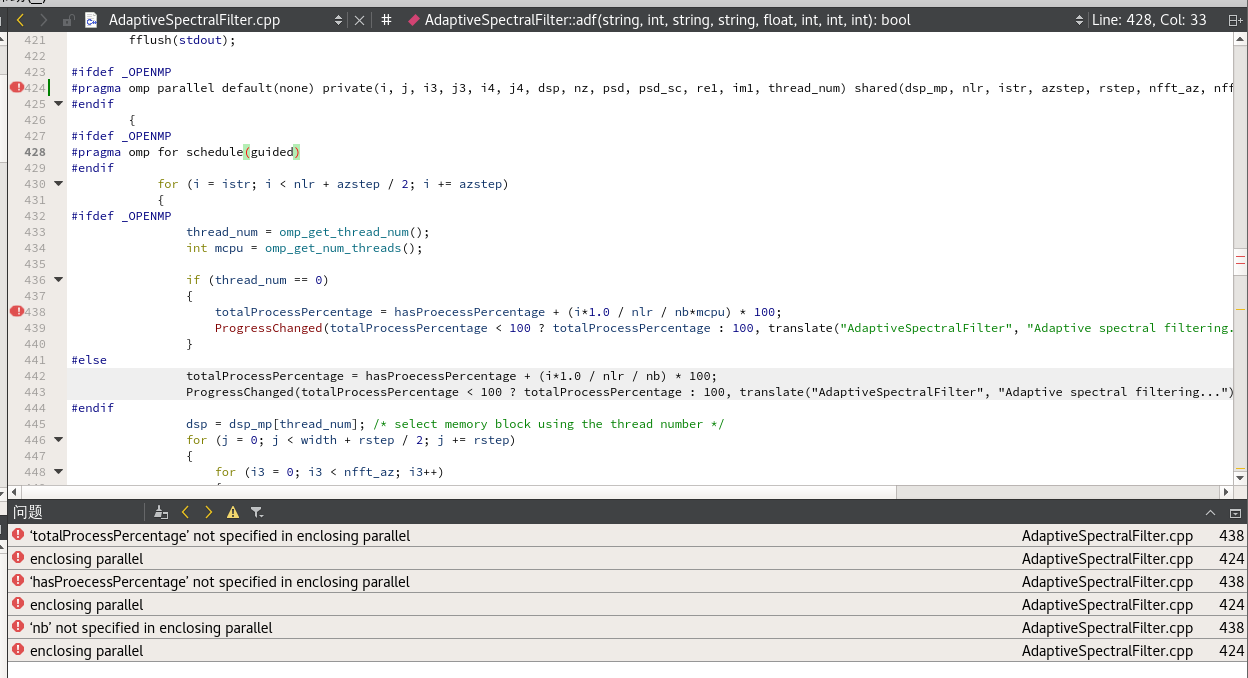 AdaptiveSpectralFilter.cpp
# AdaptiveSpectralFilter::adf(string, int, string, string, float, int, int, int): bool
Line: 428, Col: 33
421 fflush(stdout);
422
423 #ifdef _OPENMP
424 #pragma omp parallel default(none) private(i, j, i3, j3, i4, j4, dsp, nz, psd, psd_sc, re1, im1, thread_num) shared(dsp_mp, nlr, istr, azstep, rstep, nfft_az, nff
425 #endif
426 {
427 #ifdef _OPENMP
428 #pragma omp for schedule(guided)
429 #endif
430 for (i = istr; i < nlr + azstep / 2; i += azstep)
431 {
432 #ifdef _OPENMP
433 thread_num = omp_get_thread_num();
434 int mcpu = omp_get_num_threads();
435
436 if (thread_num == 0)
437 {
438 totalProcessPercentage = hasProecessPercentage + (i*1.0 / nlr / nb*mcpu) * 100;
439 ProgressChanged(totalProcessPercentage < 100 ? totalProcessPercentage : 100, translate("AdaptiveSpectralFilter", "Adaptive spectral filtering.
440 }
441 #else
442 totalProcessPercentage = hasProecessPercentage + (i*1.0 / nlr / nb) * 100;
443 ProgressChanged(totalProcessPercentage < 100 ? totalProcessPercentage : 100, translate("AdaptiveSpectralFilter", "Adaptive spectral filtering...")
444 #endif
445 dsp = dsp_mp[thread_num]; /* select memory block using the thread number */
446 for (j = 0; j < width + rstep / 2; j += rstep)
447 {
448 for (i3 = 0; i3 < nfft_az; i3++)
问题
‘totalProcessPercentage’ not specified in enclosing parallel AdaptiveSpectralFilter.cpp 438
enclosing parallel AdaptiveSpectralFilter.cpp 424
‘hasProecessPercentage’ not specified in enclosing parallel AdaptiveSpectralFilter.cpp 438
enclosing parallel AdaptiveSpectralFilter.cpp 424
‘nb’ not specified in enclosing parallel AdaptiveSpectralFilter.cpp 438
enclosing parallel AdaptiveSpectralFilter.cpp 424